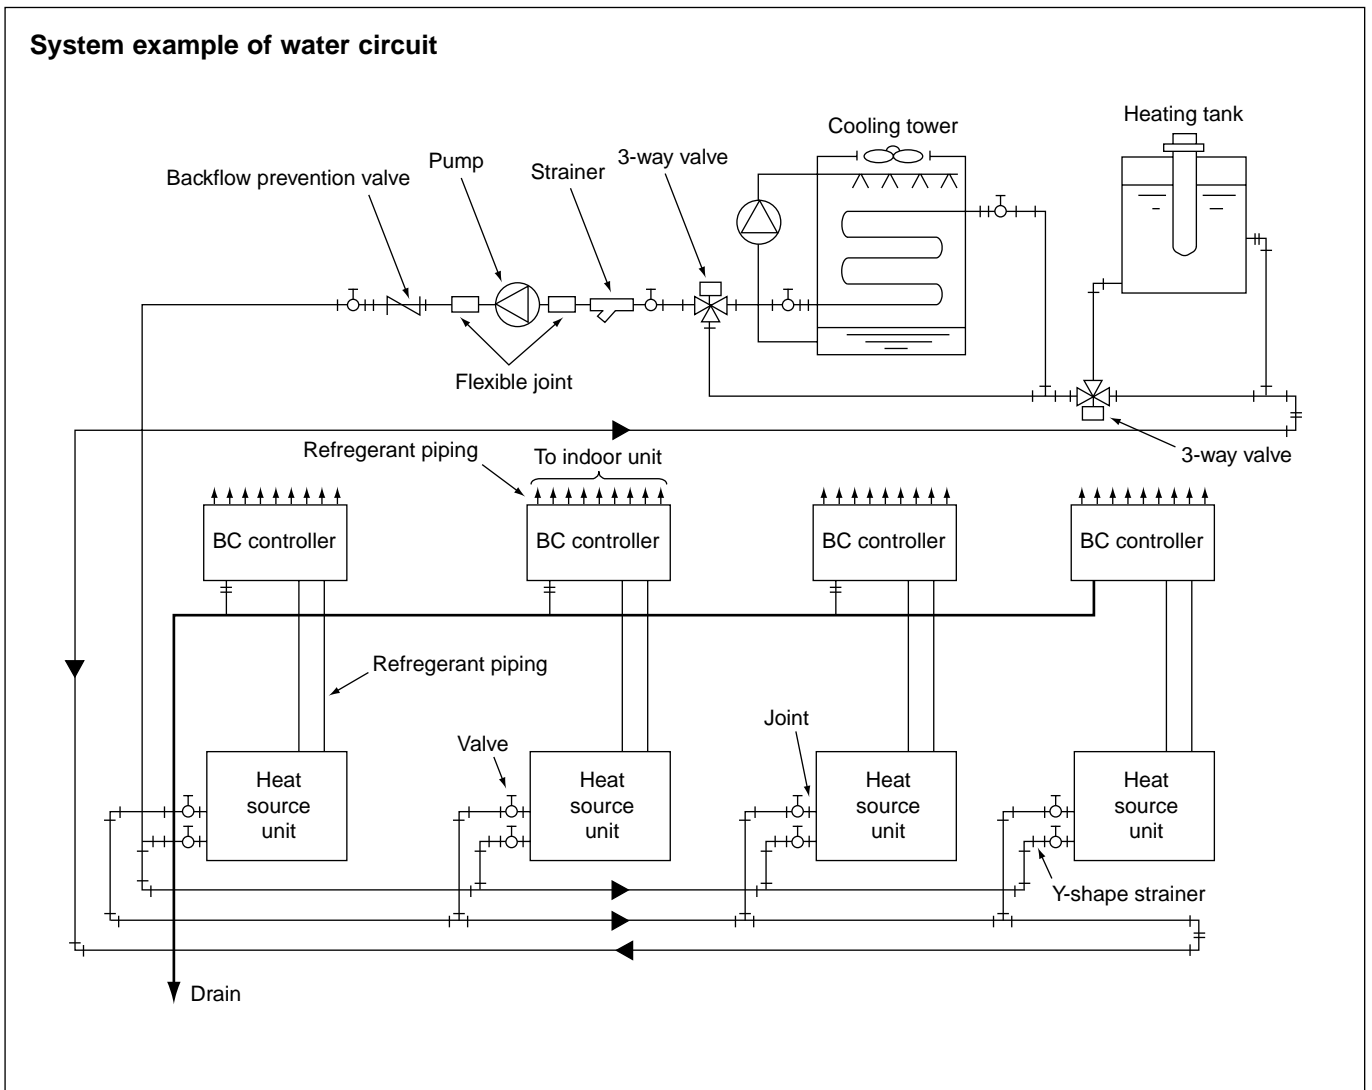 System example of water circuit
Heating tank
Cooling tower
3-way valve
Pump
Strainer
Backflow prevention valve
Flexible joint
Refregerant piping
To indoor unit
3-way valve
BC controller
BC controller
BC controller
BC controller
Refregerant piping
Joint
Valve
Heat
source
unit
Heat
source
unit
Heat
source
unit
Heat
source
unit
Y-shape strainer
Drain